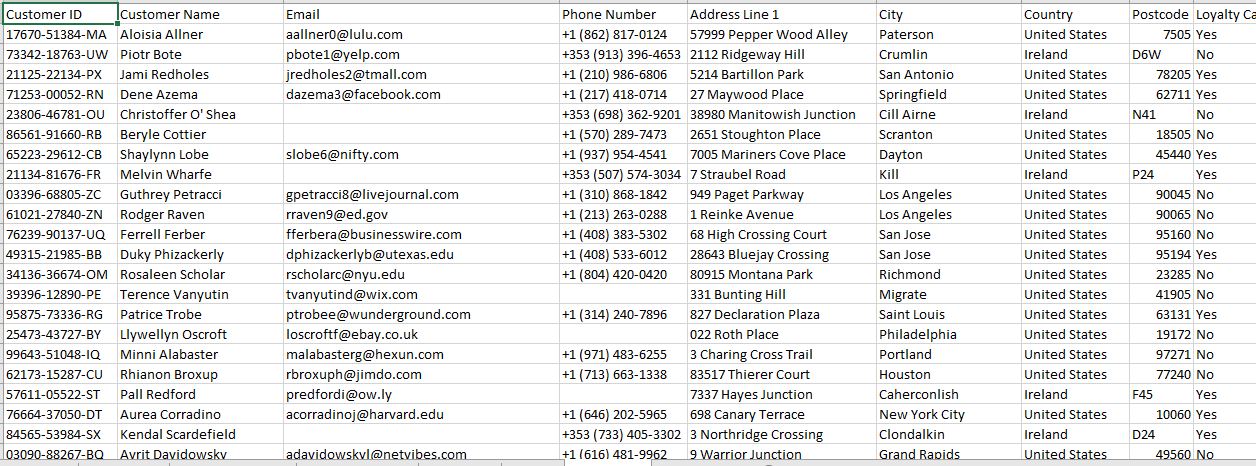 Customer ID Customer Name Email Phone Number Address Line 1 City Country Postcode Loyalty Ca
17670-51384-MA Aloisia Allner aallner0@lulu.com +1 (862) 817-0124 57999 Pepper Wood Alley Paterson United States 7505 Yes
73342-18763-UW Piotr Bote pbote1@yelp.com +353 (913) 396-4653 2112 Ridgeway Hill Crumlin Ireland D6W No
21125-22134-PX Jami Redholes jredholes2@tmall.com +1 (210) 986-6806 5214 Bartillon Park San Antonio United States 78205 Yes
71253-00052-RN Dene Azema dazema3@facebook.com +1 (217) 418-0714 27 Maywood Place Springfield United States 62711 Yes
23806-46781-OU Christoffer O' Shea +353 (698) 362-9201 38980 Manitowish Junction Cill Airne Ireland N41 No
86561-91660-RB Beryle Cottier +1 (570) 289-7473 2651 Stoughton Place Scranton United States 18505 No
65223-29612-CB Shaylynn Lobe slobe6@nifty.com +1 (937) 954-4541 7005 Mariners Cove Place Dayton United States 45440 Yes
21134-81676-FR Melvin Wharfe +353 (507) 574-3034 7 Straubel Road Kill Ireland P24 Yes
03396-68805-ZC Guthrey Petracci gpetracci8@livejournal.com +1 (310) 868-1842 949 Paget Parkway Los Angeles United States 90045 No
61021-27840-ZN Rodger Raven rraven9@ed.gov +1 (213) 263-0288 1 Reinke Avenue Los Angeles United States 90065 No
76239-90137-UQ Ferrell Ferber fferbera@businesswire.com +1 (408) 383-5302 68 High Crossing Court San Jose United States 95160 No
49315-21985-BB Duky Phizackerly dphizackerlyb@utexas.edu +1 (408) 533-6012 28643 Bluejay Crossing San Jose United States 95194 Yes
34136-36674-OM Rosaleen Scholar rscholarc@nyu.edu +1 (804) 420-0420 80915 Montana Park Richmond United States 23285 No
39396-12890-PE Terence Vanyutin tvanyutind@wix.com 331 Bunting Hill Migrate United States 41905 No
95875-73336-RG Patrice Trobe ptrobee@wunderground.com +1 (314) 240-7896 827 Declaration Plaza Saint Louis United States 63131 Yes
25473-43727-BY Llywellyn Oscroft loscroftf@ebay.co.uk 022 Roth Place Philadelphia United States 19172 No
99643-51048-IQ Minni Alabaster malabasterg@hexun.com +1 (971) 483-6255 3 Charing Cross Trail Portland United States 97271 No
62173-15287-CU Rhianon Broxup rbroxuph@jimdo.com +1 (713) 663-1338 83517 Thierer Court Houston United States 77240 No
57611-05522-ST Pall Redford predfordi@ow.ly 7337 Hayes Junction Caherconlish Ireland F45 Yes
76664-37050-DT Aurea Corradino acorradinoj@harvard.edu +1 (646) 202-5965 698 Canary Terrace New York City United States 10060 Yes
84565-53984-SX Kendal Scardefield +353 (733) 405-3302 3 Northridge Crossing Clondalkin Ireland D24 Yes
03090-88267-BQ Avrit Davidowsky adavidowskyl@netvibes.com +1 (616) 481-9962 9 Warrior Junction Grand Rapids United States 49560 No